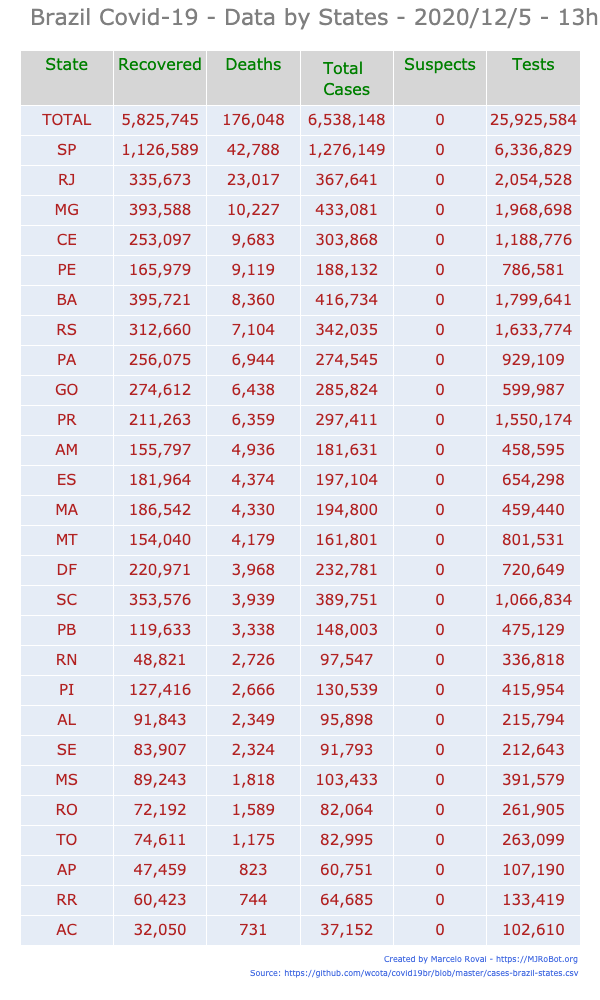 Brazil Covid-19 - Data by States - 2020/12/5 - 13h
State Recovered Deaths Total Cases Suspects Tests
TOTAL 5,825,745 176,048 6,538,148 0 25,925,584
SP 1,126,589 42,788 1,276,149 0 6,336,829
RJ 335,673 23,017 367,641 0 2,054,528
MG 393,588 10,227 433,081 0 1,968,698
CE 253,097 9,683 303,868 0 1,188,776
PE 165,979 9,119 188,132 0 786,581
BA 395,721 8,360 416,734 0 1,799,641
RS 312,660 7,104 342,035 0 1,633,774
PA 256,075 6,944 274,545 0 929,109
GO 274,612 6,438 285,824 0 599,987
PR 211,263 6,359 297,411 0 1,550,174
AM 155,797 4,936 181,631 0 458,595
ES 181,964 4,374 197,104 0 654,298
MA 186,542 4,330 194,800 0 459,440
MT 154,040 4,179 161,801 0 801,531
DF 220,971 3,968 232,781 0 720,649
SC 353,576 3,939 389,751 0 1,066,834
PB 119,633 3,338 148,003 0 475,129
RN 48,821 2,726 97,547 0 336,818
PI 127,416 2,666 130,539 0 415,954
AL 91,843 2,349 95,898 0 215,794
SE 83,907 2,324 91,793 0 212,643
MS 89,243 1,818 103,433 0 391,579
RO 72,192 1,589 82,064 0 261,905
TO 74,611 1,175 82,995 0 263,099
AP 47,459 823 60,751 0 107,190
RR 60,423 744 64,685 0 133,419
AC 32,050 731 37,152 0 102,610
Created by Marcelo Rovai - https://MJRoBot.org
Source: https://github.com/wcota/covid19br/blob/master/cases-brazil-states.csv